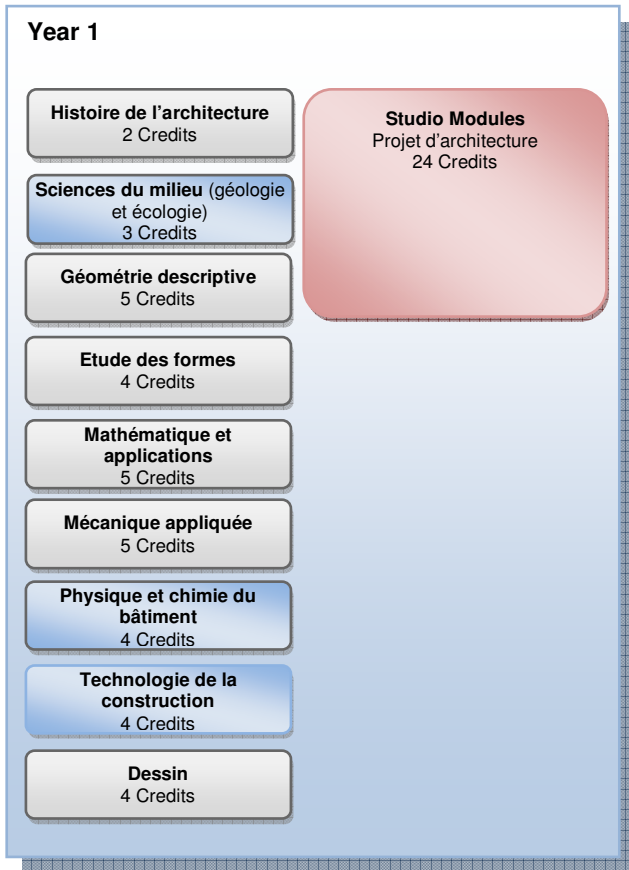 Year 1
Histoire de l'architecture
2 Credits
Sciences du milieu (géologie
et écologie)
3 Credits
Géométrie descriptive
5 Credits
Etude des formes
4 Credits
Mathématique et
applications
5 Credits
Mécanique appliquée
5 Credits
Physique et chimie du
bâtiment
4 Credits
Technologie de la
construction
4 Credits
Dessin
4 Credits
Studio Modules
Projet d'architecture
24 Credits